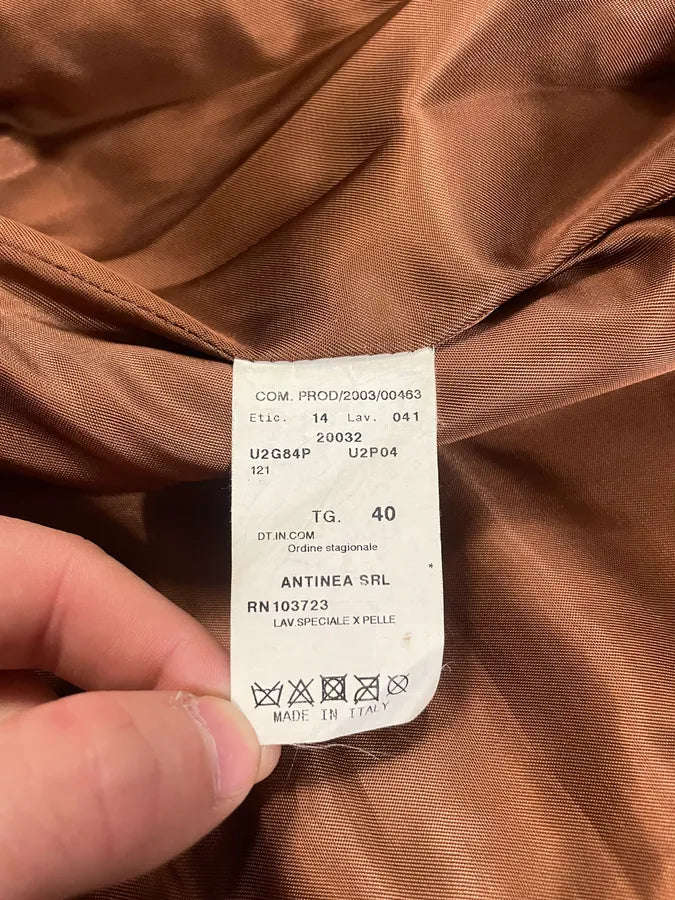 COM. PROD/2003/00463
Etic. 14 Lav. 041
20032
U2G84P U2P04
121
TG. 40
DT.IN.COM
Ordine stagionale
ANTINEA SRL
RN103723
LAV.SPECIALE X PELLE
MADE IN ITALY